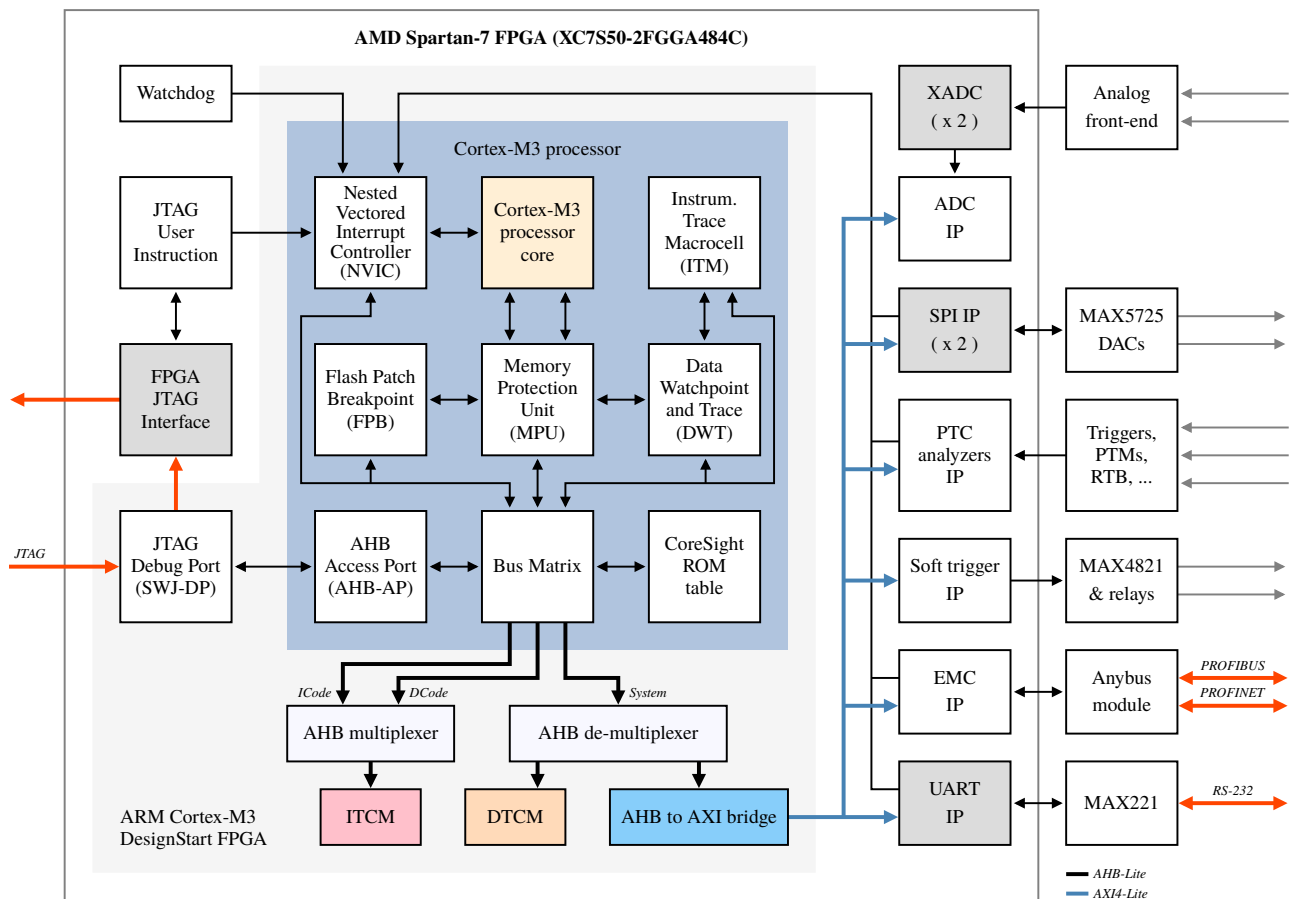 AMD Spartan-7 FPGA (XC7S50-2FGGA484C)
Watchdog
XADC
( x 2 )
Analog
front-end
Cortex-M3 processor
JTAG
User
Instruction
Nested
Vectored
Interrupt
Controller
(NVIC)
Cortex-M3
processor
core
Instrum.
Trace
Macrocell
(ITM)
ADC
IP
SPI IP
( x 2 )
MAX5725
DACs
FPGA
JTAG
Interface
Flash Patch
Breakpoint
(FPB)
Memory
Protection
Unit
(MPU)
Data
Watchpoint
and Trace
(DWT)
PTC
analyzers
IP
Triggers,
PTMs,
RTB, ...
JTAG
JTAG
Debug Port
(SWJ-DP)
AHB
Access Port
(AHB-AP)
Bus Matrix
CoreSight
ROM
table
Soft trigger
IP
MAX4821
& relays
ICode
DCode
System
EMC
IP
Anybus
module
PROFIBUS
PROFINET
AHB multiplexer
AHB de-multiplexer
ARM Cortex-M3
DesignStart FPGA
ITCM
DTCM
AHB to AXI bridge
UART
IP
MAX221
RS-232
AHB-Lite
AXI4-Lite